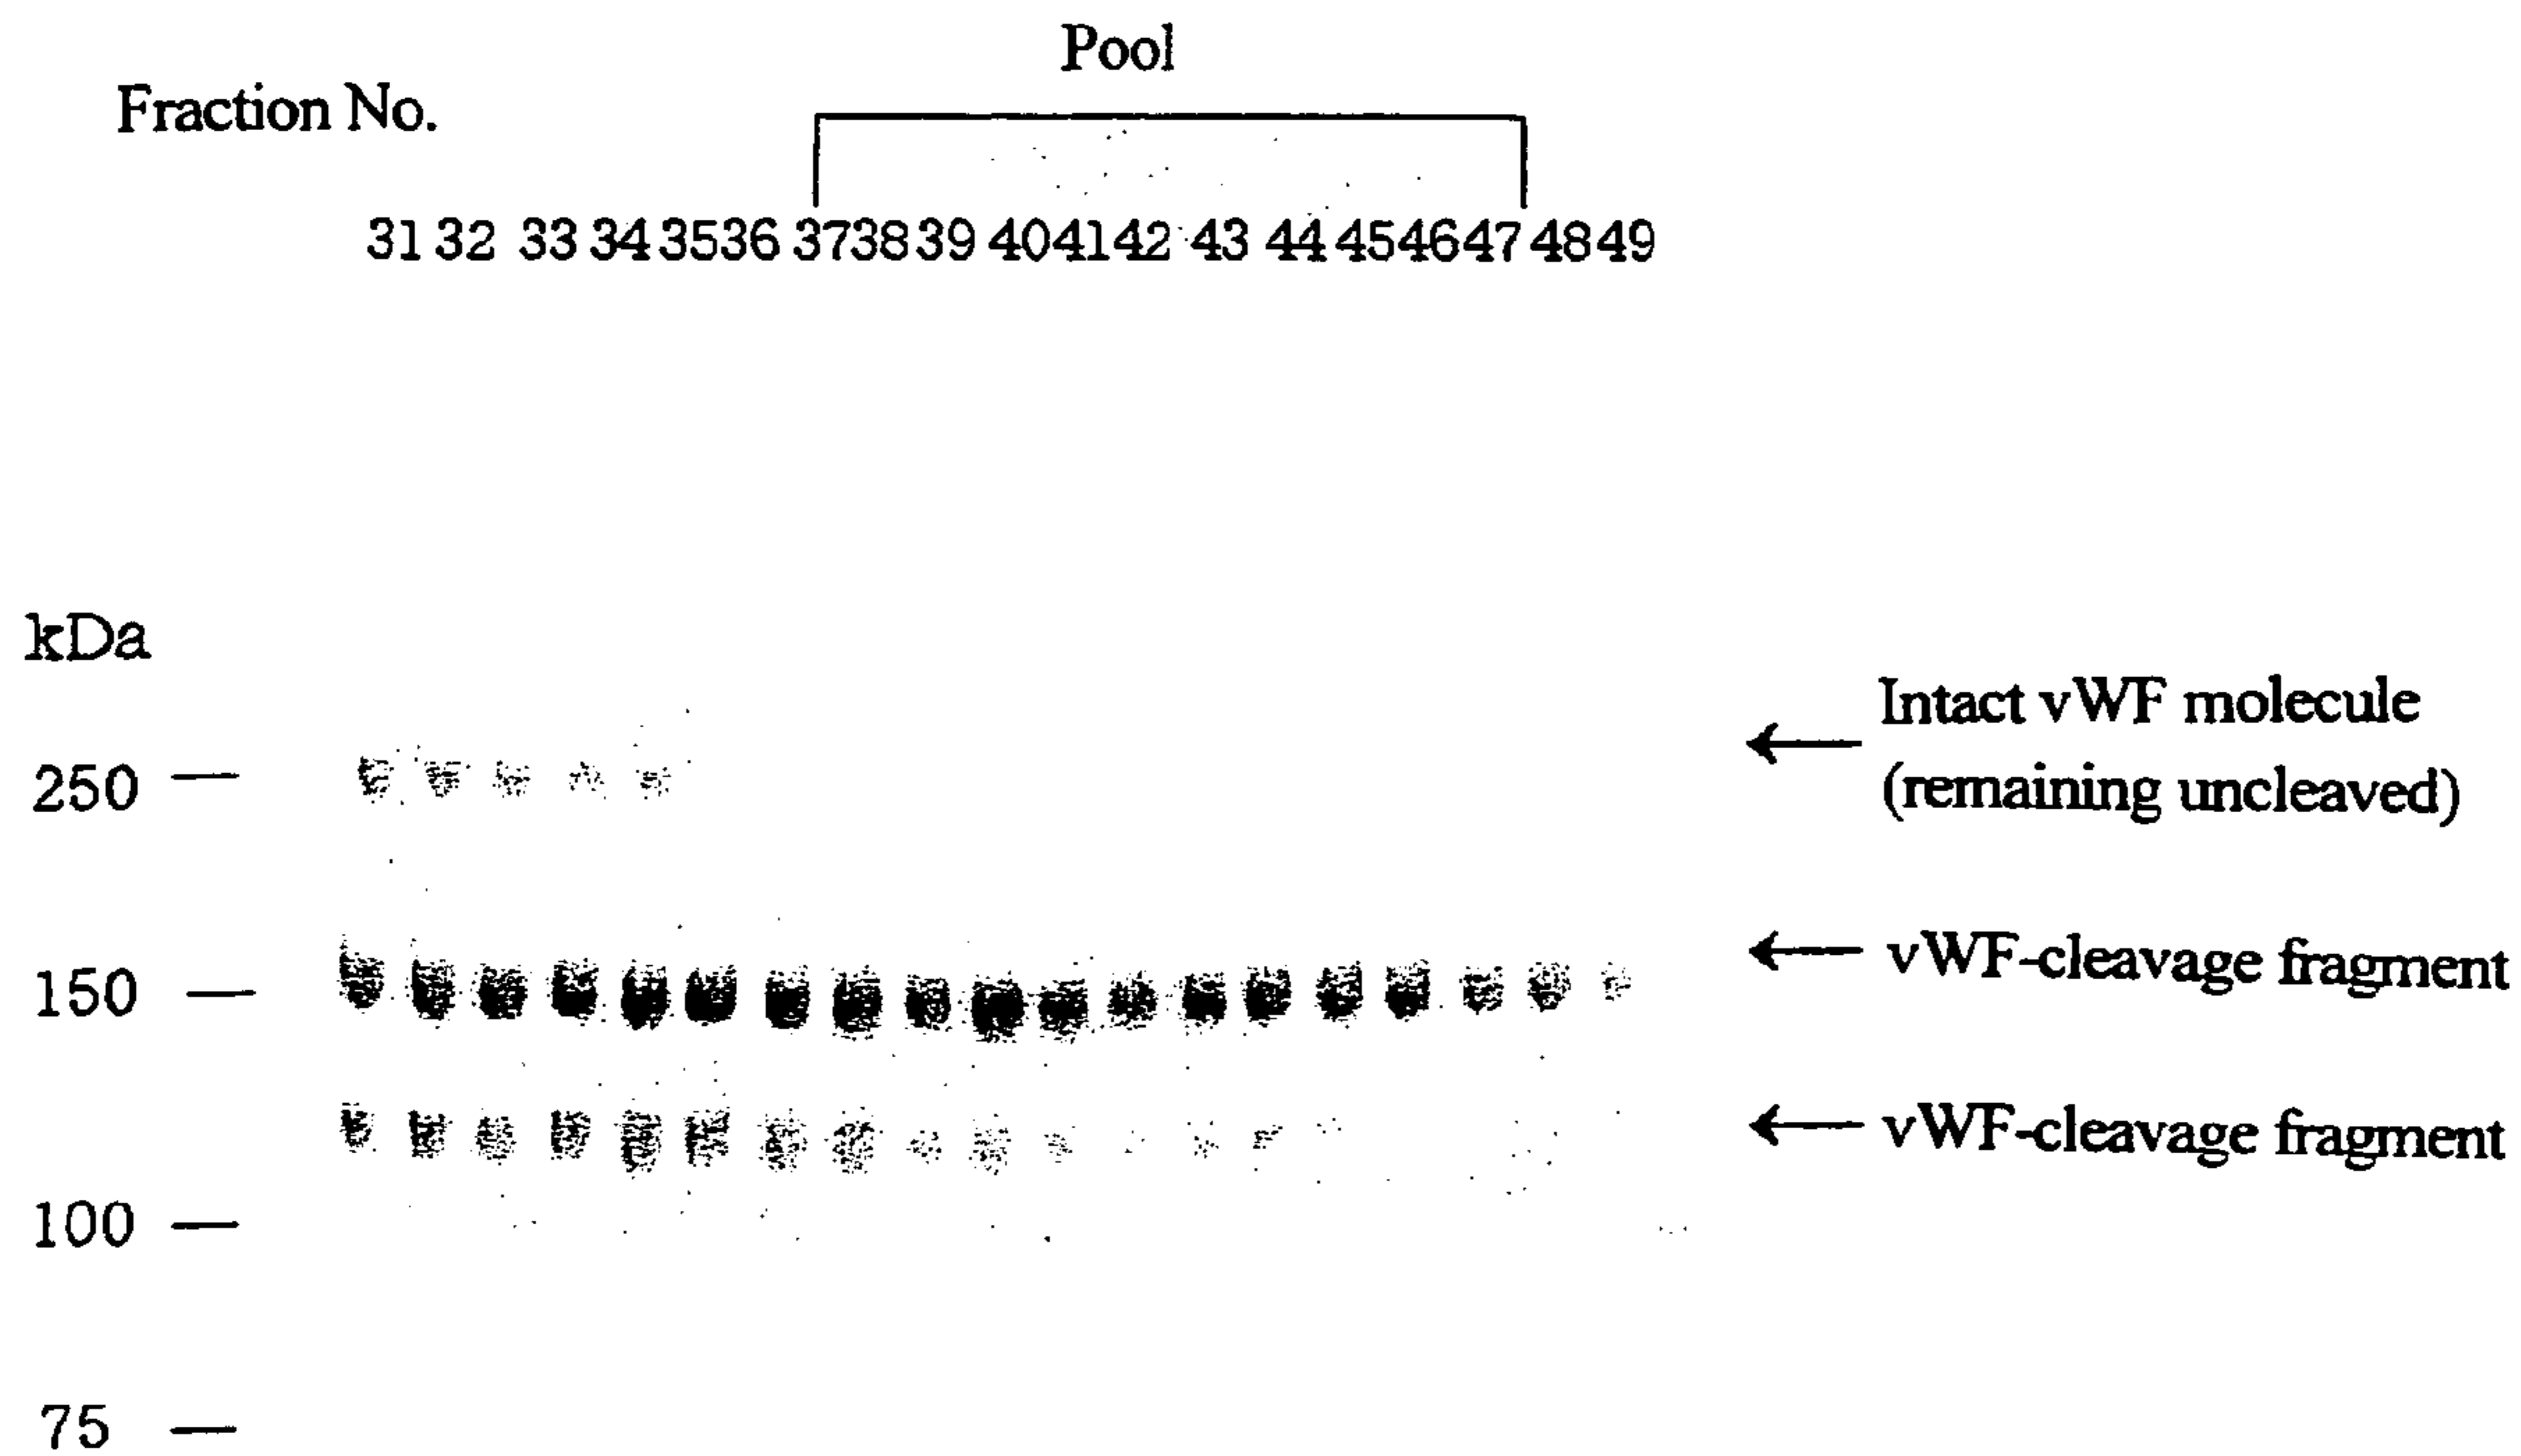 Pool
Fraction No.
31 32 33 34 35 36 37 38 39 40 41 42 43 44 45 46 47 48 49
kDa
Intact vWF molecule
(remaining uncleaved)
250
vWF-cleavage fragment
150
vWF-cleavage fragment
100
75